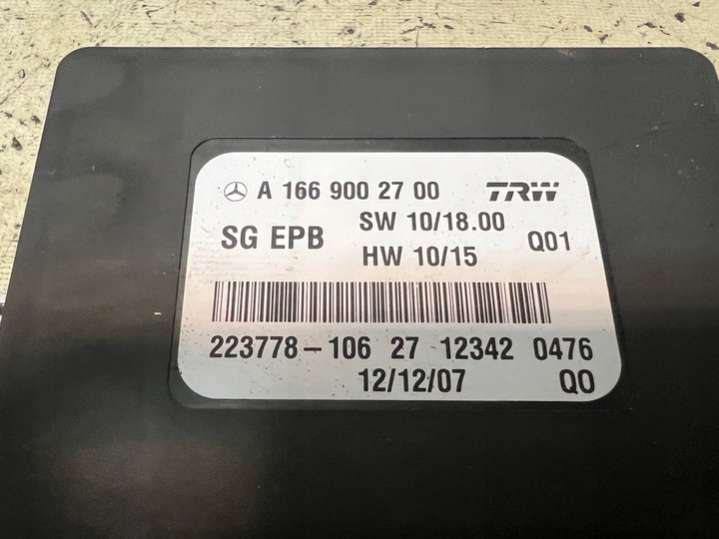 A 166 900 27 00 TRW
SG EPB SW 10/18.00 Q01
HW 10/15
223778-106 27 12342 0476
12/12/07 Q0